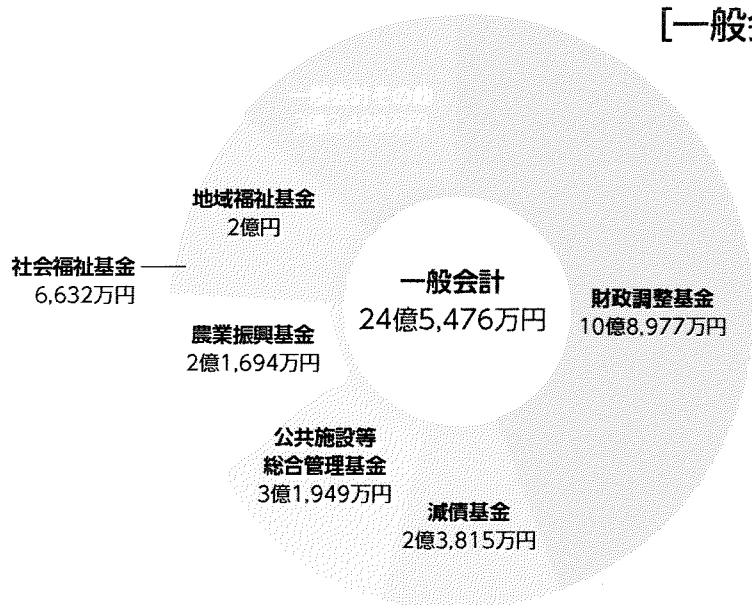 [一般会
地域福祉基金
2億円
社会福祉基金
6,632万円
農業振興基金
2億1,694万円
公共施設等
総合管理基金
3億1,949万円
減債基金
2億3,815万円
財政調整基金
10億8,977万円
一般会計
24億5,476万円